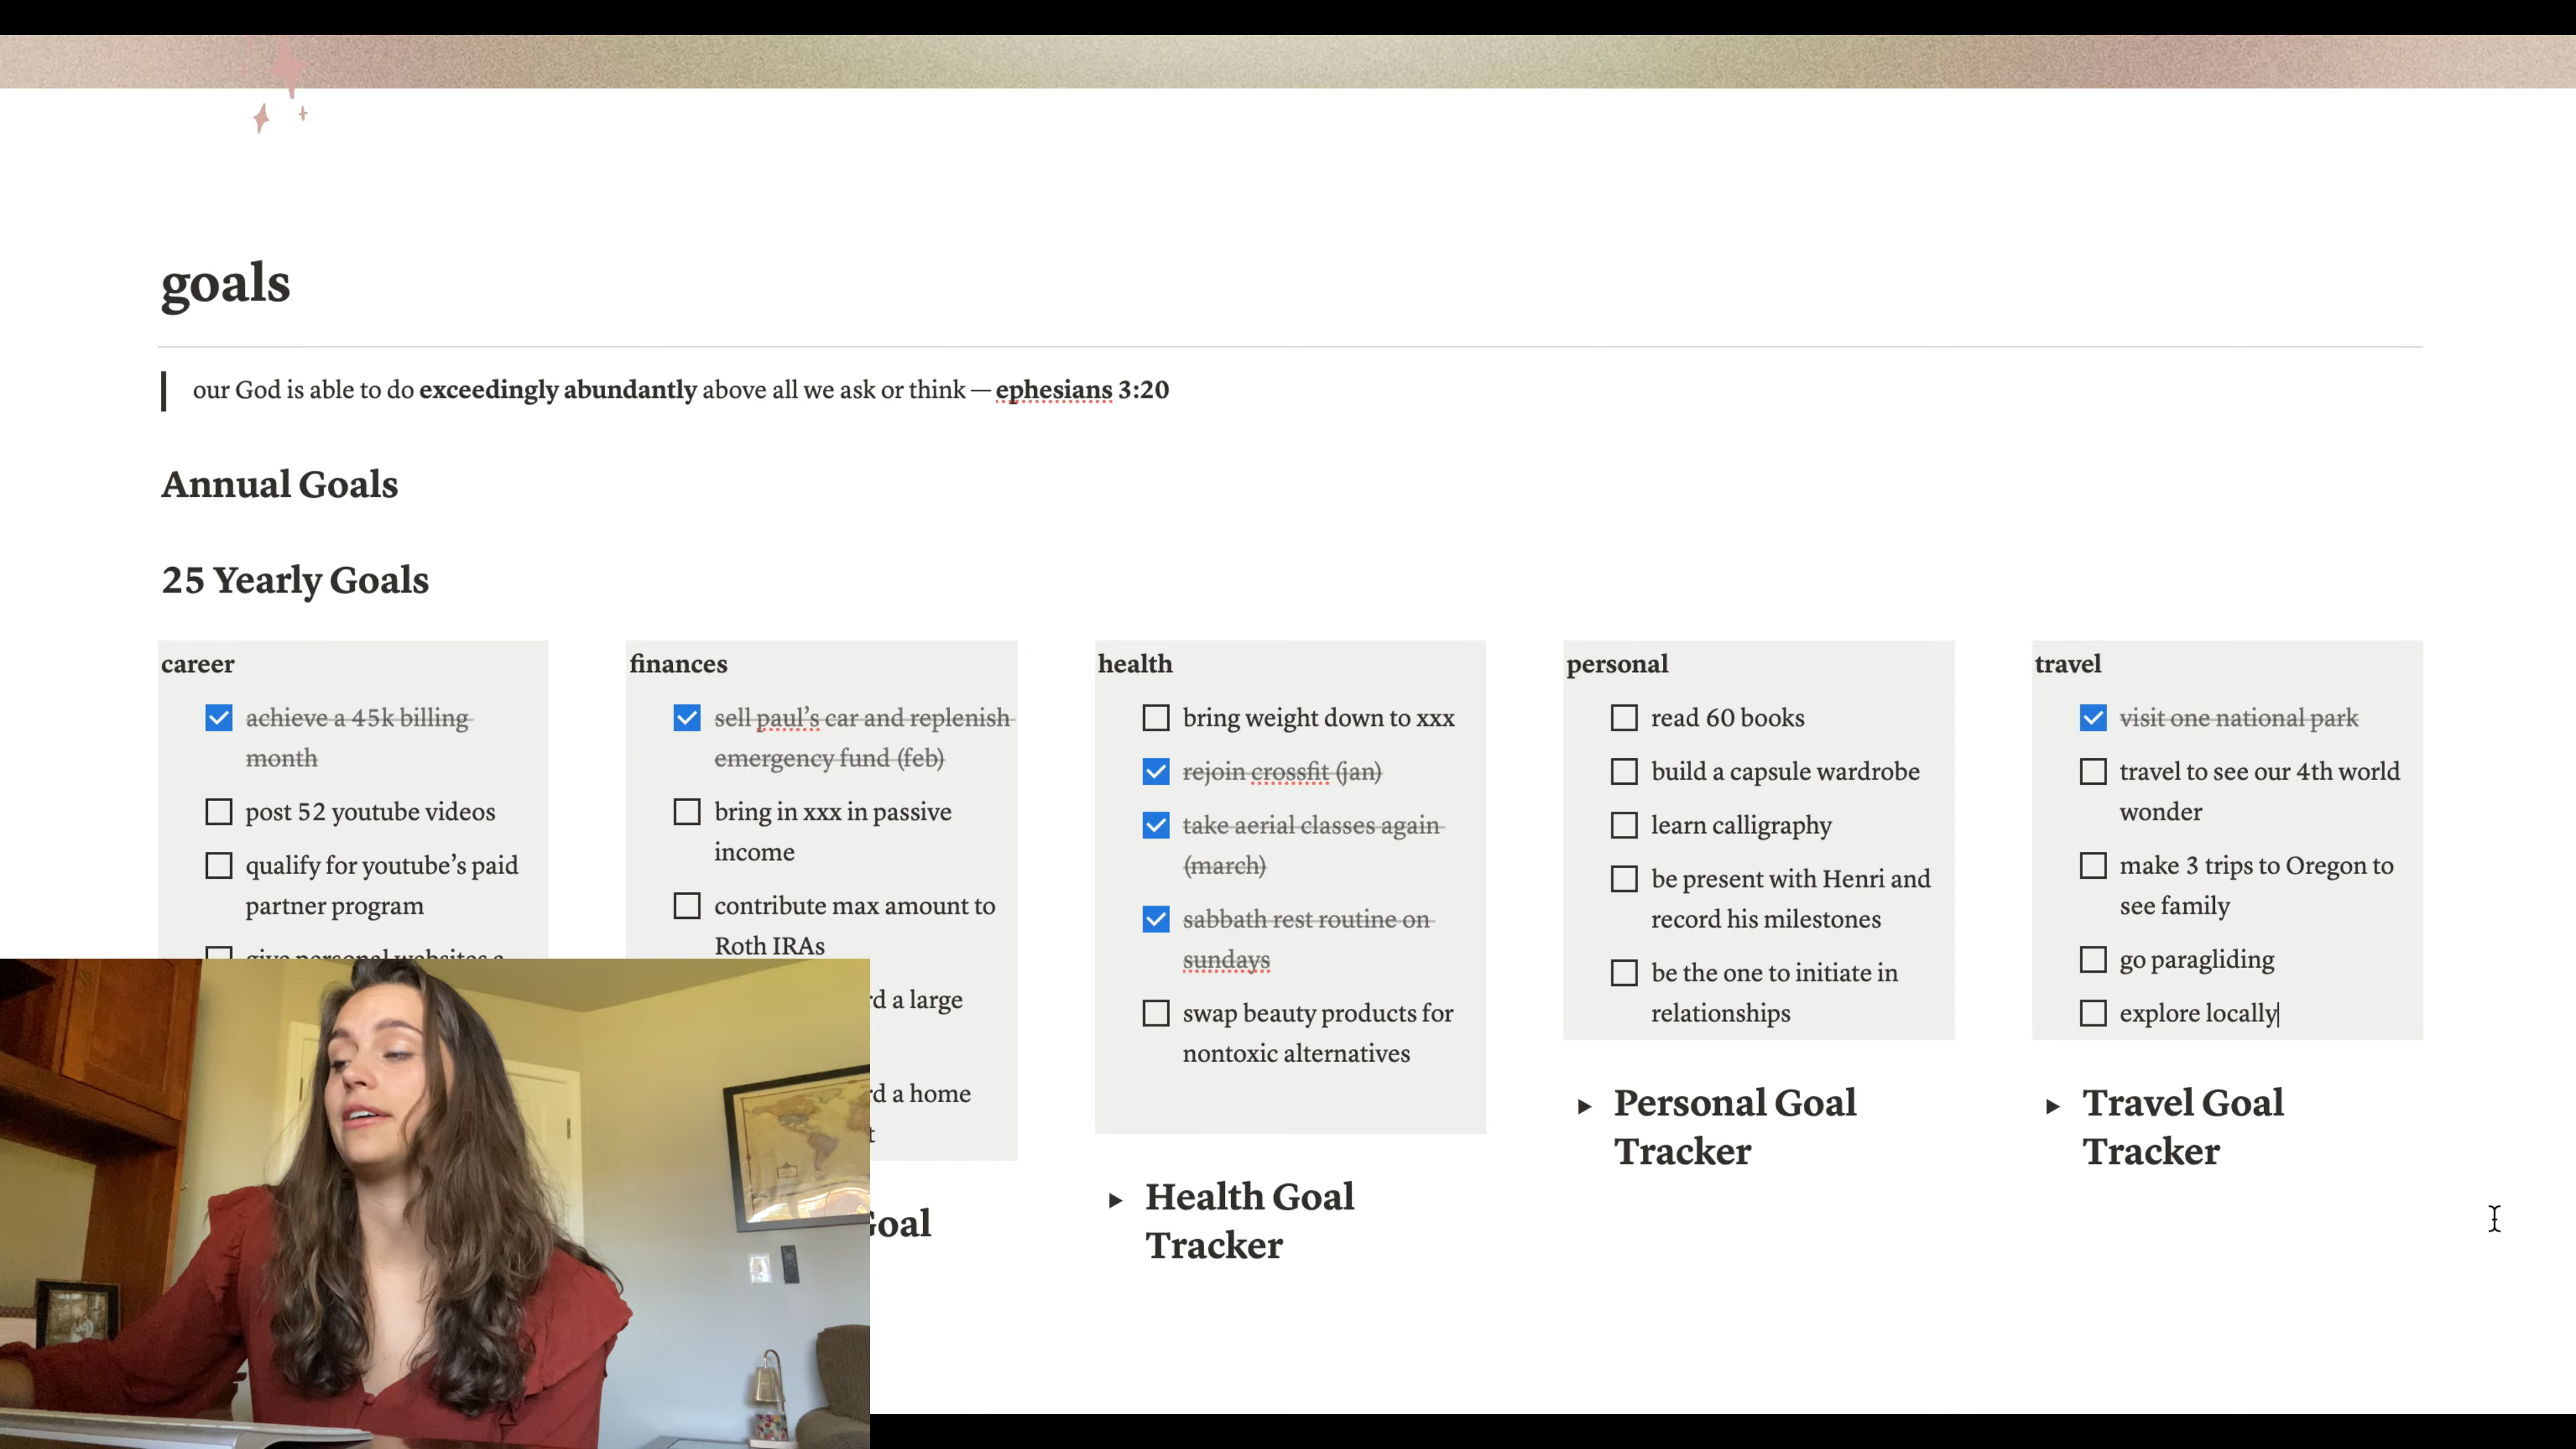 goals
our God is able to do exceedingly abundantly above all we ask or think — ephesians 3:20
Annual Goals
25 Yearly Goals
career
achieve a 45k billing
month
post 52 youtube videos
qualify for youtube's paid
partner program
give personal websites a
finances
sell paul's car and replenish
emergency fund (feb)
bring in xxx in passive
income
contribute max amount to
Roth IRAs
a large
a home
Goal
health
bring weight down to xxx
rejoin crossfit (jan)
take aerial classes again
(march)
sabbath rest routine on
sundays
swap beauty products for
nontoxic alternatives
Health Goal
Tracker
personal
read 60 books
build a capsule wardrobe
learn calligraphy
be present with Henri and
record his milestones
be the one to initiate in
relationships
Personal Goal
Tracker
travel
visit one national park
travel to see our 4th world
wonder
make 3 trips to Oregon to
see family
go paragliding
explore locally
Travel Goal
Tracker